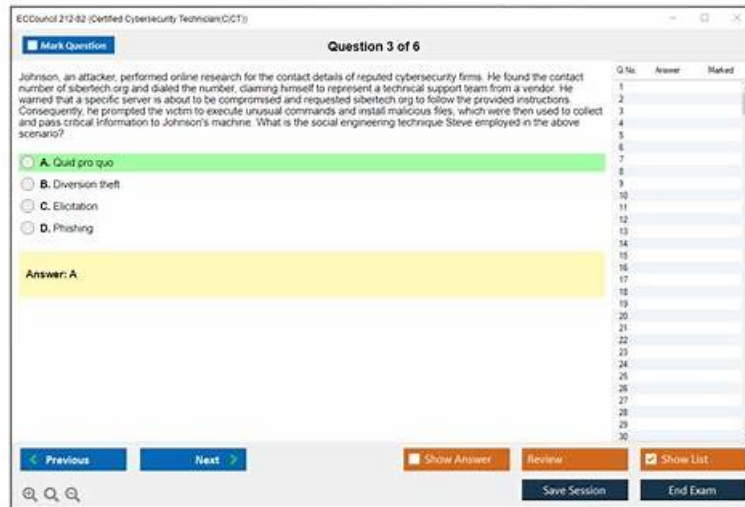 ECCouncil 212-82 (Certified Cybersecurity Technician(C|CT))
Mark Question
Question 3 of 6
Johnson, an attacker, performed online research for the contact details of reputed cybersecurity firms. He found the contact
number of sibertech.org and dialed the number, claiming himself to represent a technical support team from a vendor. He
warned that a specific server is about to be compromised and requested sibertech.org to follow the provided instructions.
Consequently, he prompted the victim to execute unusual commands and install malicious files, which were then used to collect
and pass critical Information to Johnson's machine. What is the social engineering technique Steve employed in the above
scenario?
A. Quid pro quo
B. Diversion theft
C. Elicitation
D. Phishing
Answer: A
Q No. Answer Marked
1
2
3
4
5
6
7
8
9
10
11
12
13
14
15
16
17
18
19
20
21
22
23
24
25
26
27
28
29
30
Previous
Next
Show Answer
Review
Show List
Save Session
End Exam